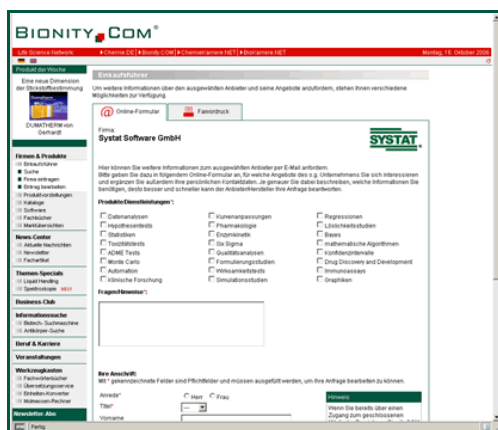 BIONITY.COM
Life Science Network: Chemie.DE | Bionity.COM | ChemieKarriere.NET | BioKarriere.NET Montag, 16. Oktober 2006
Produkt der Woche
Eine neue Dimension
der Stickstoffbestimmung
DUMATHERM von
Gerhardt
Firmen & Produkte
Einkaufsführer
Suche
Firma eintragen
Eintrag bearbeiten
Produktvorstellungen
Kataloge
Software
Fachbücher
Marktübersichten
News-Center
Aktuelle Nachrichten
Newsletter
Fachartikel
Themen-Specials
Liquid Handling
Spektroskopie NEU!
Business-Club
Informationssuche
Biotech-Suchmaschine
Antikörper-Suche
Beruf & Karriere
Veranstaltungen
Werkzeugkasten
Fachwörterbücher
Übersetzungsservice
Einheiten-Konverter
Molmassen-Rechner
Newsletter-Abo
Einkaufsführer
Um weitere Informationen über den ausgewählten Anbieter und seine Angebote anzufordern, stehen Ihnen verschiedene
Möglichkeiten zur Verfügung.
Online-Formular Faxvordruck
Firma:
Systat Software GmbH
SYSTAT
Hier können Sie weitere Informationen zum ausgewählten Anbieter per E-Mail anfordern.
Bitte geben Sie dazu in folgendem Online-Formular an, für welche Angebote des o.g. Unternehmens Sie sich interessieren
und ergänzen Sie außerdem Ihre persönlichen Kontaktdaten. Je genauer Sie dabei beschreiben, welche Informationen Sie
benötigen, desto besser und schneller kann der Anbieter/Hersteller Ihre Anfrage beantworten.
Produkte/Dienstleistungen*:
Datenanalysen Kurvenanpassungen Regressionen
Hypothesentests Pharmakologie Löslichkeitsstudien
Statistiken Enzymkinetik Bayes
Toxizitätstests Six Sigma mathematische Algorithmen
ADME Tests Qualitätsanalysen Konfidenzintervalle
Monte Carlo Formulierungsstudien Drug Discovery and Development
Automation Wirksamkeitstests Immunoassays
Klinische Forschung Simulationsstudien Graphiken
Fragen/Hinweise*:
Ihre Anschrift:
Mit * gekennzeichnete Felder sind Pflichtfelder und müssen ausgefüllt werden, um Ihre Anfrage bearbeiten zu können.
Anrede* Herr Frau
Titel* ---
Vorname
Hinweis
Wenn Sie bereits über einen
Zugang zum geschlossenen
Fertig